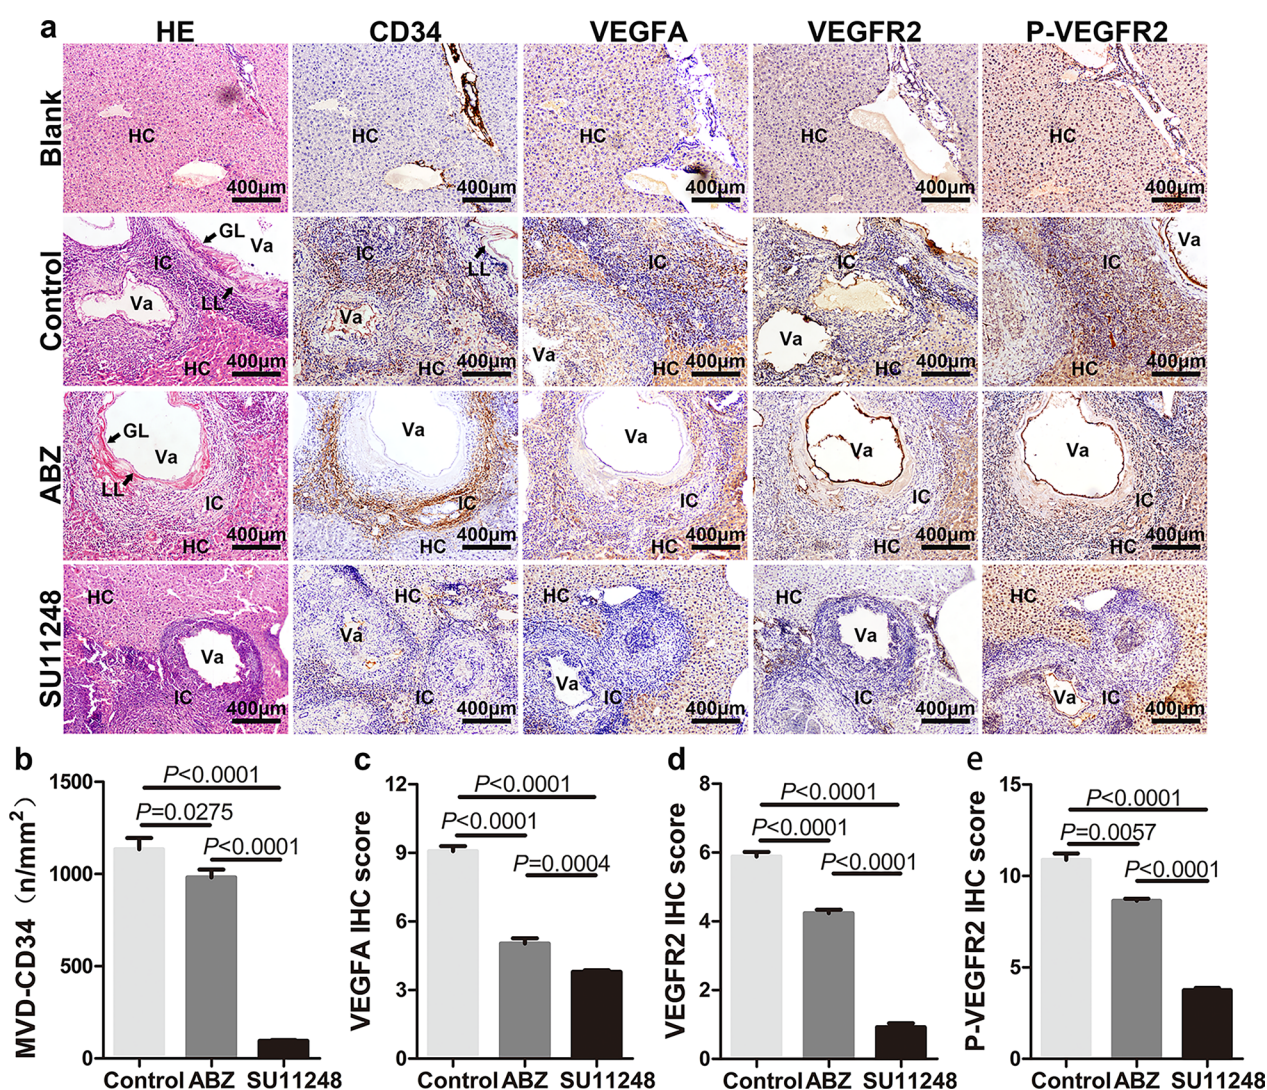 a
HE CD34 VEGFA VEGFR2 P-VEGFR2
Blank
HC HC HC HC HC
400μm 400μm 400μm 400μm 400μm
Control
GL Va IC LL Va HC
IC LL Va HC
IC Va HC
IC Va HC
Va IC HC
400μm 400μm 400μm 400μm 400μm
ABZ
GL Va LL IC HC
Va IC HC
Va IC HC
Va IC HC
Va IC HC
400μm 400μm 400μm 400μm 400μm
SU11248
HC Va IC
HC Va IC
HC Va IC
HC Va IC
HC Va IC
400μm 400μm 400μm 400μm 400μm
b
MVD-CD34（n/mm²）
1500
1000
500
0
P<0.0001
P=0.0275
P<0.0001
Control ABZ SU11248
c
VEGFA IHC score
12
9
6
3
0
P<0.0001
P<0.0001
P=0.0004
Control ABZ SU11248
d
VEGFR2 IHC score
8
6
4
2
0
P<0.0001
P<0.0001
P<0.0001
Control ABZ SU11248
e
P-VEGFR2 IHC score
15
10
5
0
P<0.0001
P=0.0057
P<0.0001
Control ABZ SU11248